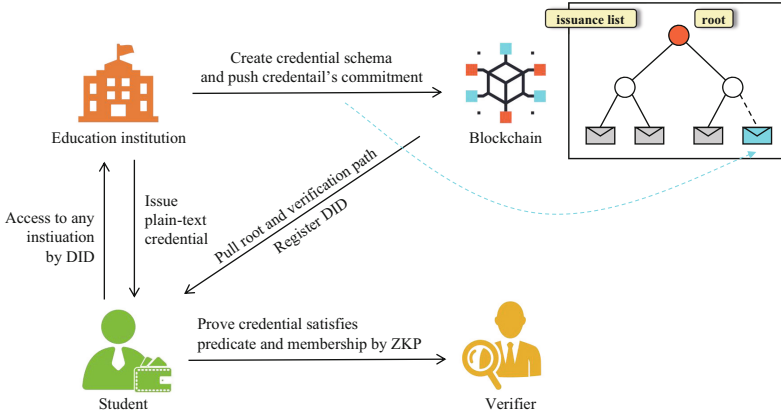 issuance list
root
Create credential schema
and push credentail's commitment
Education institution
Blockchain
Pull root and verification path
Register DID
Access to any
instiuation
by DID
Issue
plain-text
credential
Prove credential satisfies
predicate and membership by ZKP
Student
Verifier